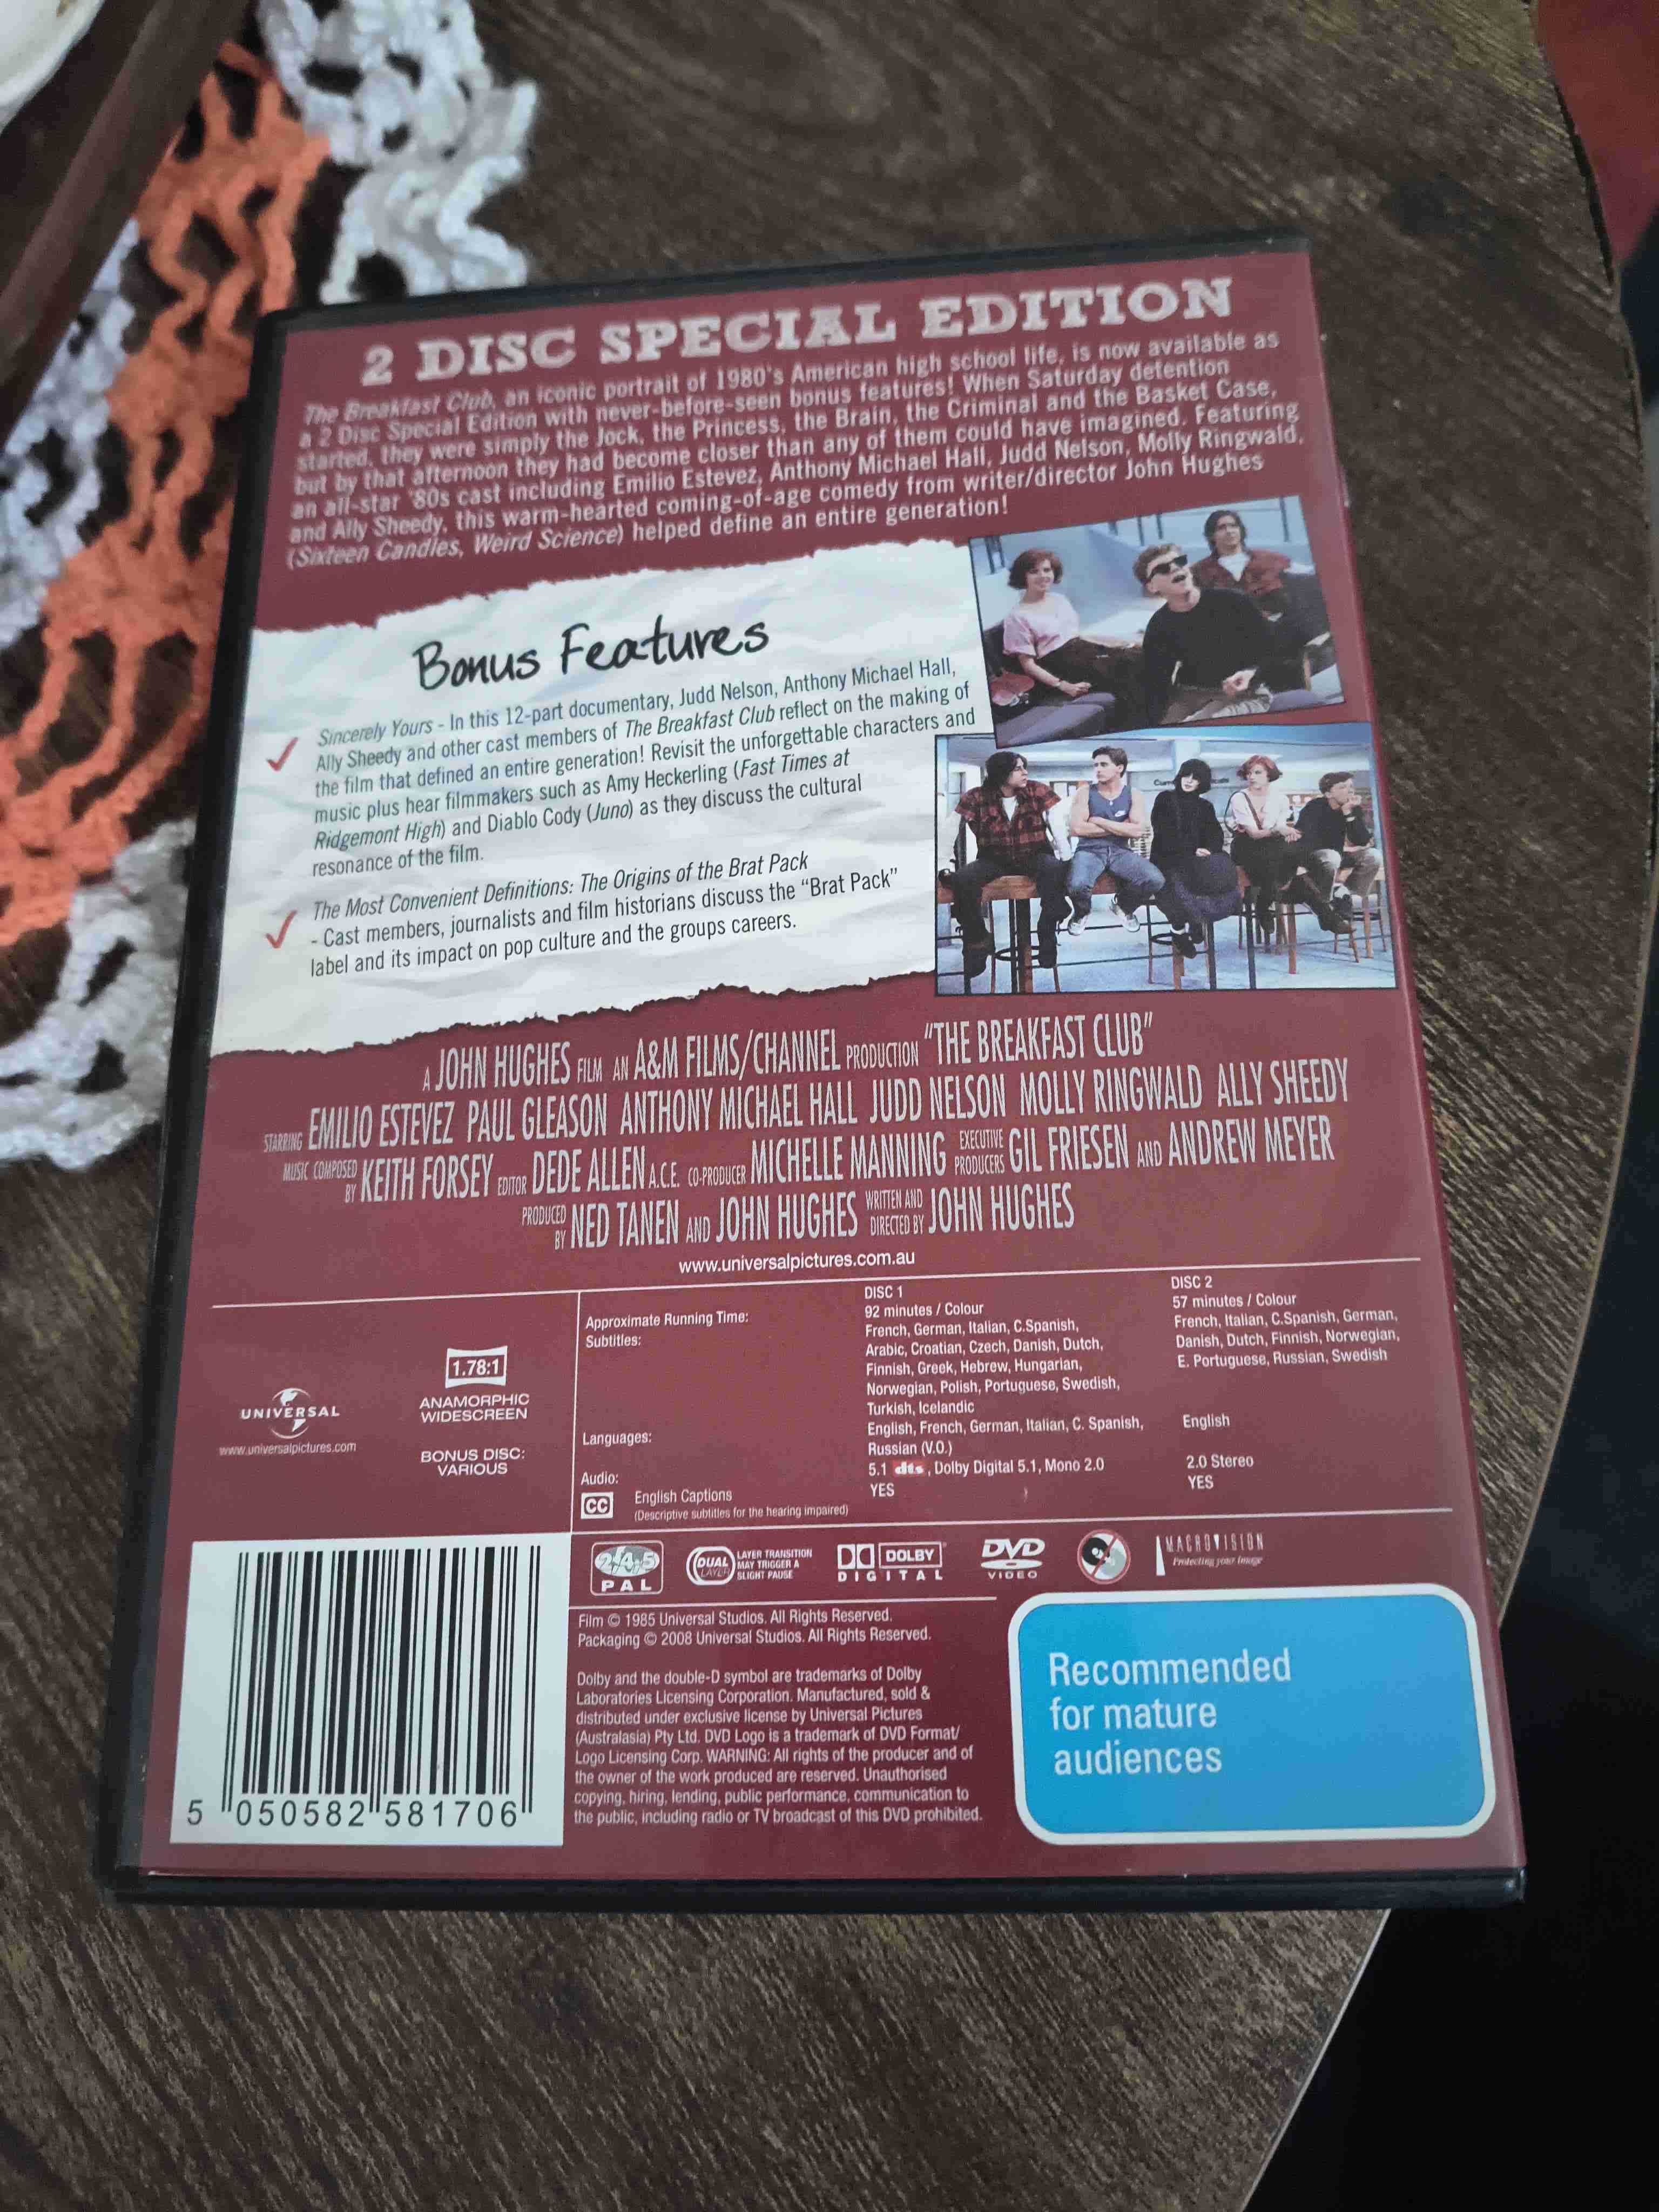 2 DISC SPECIAL EDITION
The Breakfast Club, an iconic portrait of 1980's American high school life, is now available as
a 2 Disc Special Edition with never-before-seen bonus features! When Saturday detention
started, they were simply the Jock, the Princess, the Brain, the Criminal and the Basket Case,
but by that afternoon they had become closer than any of them could have imagined. Featuring
an all-star '80s cast including Emilio Estevez, Anthony Michael Hall, Judd Nelson, Molly Ringwald,
and Ally Sheedy, this warm-hearted coming-of-age comedy from writer/director John Hughes
(Sixteen Candles, Weird Science) helped define an entire generation!
Bonus Features
✓ Sincerely Yours - In this 12-part documentary, Judd Nelson, Anthony Michael Hall,
Ally Sheedy and other cast members of The Breakfast Club reflect on the making of
the film that defined an entire generation! Revisit the unforgettable characters and
music plus hear filmmakers such as Amy Heckerling (Fast Times at
Ridgemont High) and Diablo Cody (Juno) as they discuss the cultural
resonance of the film.
✓ The Most Convenient Definitions: The Origins of the Brat Pack
- Cast members, journalists and film historians discuss the "Brat Pack"
label and its impact on pop culture and the groups careers.
A JOHN HUGHES FILM AN A&M FILMS/CHANNEL PRODUCTION "THE BREAKFAST CLUB"
STARRING EMILIO ESTEVEZ PAUL GLEASON ANTHONY MICHAEL HALL JUDD NELSON MOLLY RINGWALD ALLY SHEEDY
MUSIC COMPOSED BY KEITH FORSEY EDITOR DEDE ALLEN A.C.E. CO-PRODUCER MICHELLE MANNING EXECUTIVE PRODUCERS GIL FRIESEN AND ANDREW MEYER
PRODUCED BY NED TANEN AND JOHN HUGHES WRITTEN AND DIRECTED BY JOHN HUGHES
www.universalpictures.com.au
UNIVERSAL
www.universalpictures.com
1.78:1
ANAMORPHIC
WIDESCREEN
BONUS DISC:
VARIOUS
DISC 1
DISC 2
Approximate Running Time: 92 minutes / Colour 57 minutes / Colour
Subtitles: French, German, Italian, C.Spanish, French, Italian, C.Spanish, German,
Arabic, Croatian, Czech, Danish, Dutch, Danish, Dutch, Finnish, Norwegian,
Finnish, Greek, Hebrew, Hungarian, E. Portuguese, Russian, Swedish
Norwegian, Polish, Portuguese, Swedish,
Turkish, Icelandic
Languages: English, French, German, Italian, C. Spanish, English
Russian (V.O.)
Audio: 5.1 dts, Dolby Digital 5.1, Mono 2.0 2.0 Stereo
CC English Captions YES YES
(Descriptive subtitles for the hearing impaired)
2/4/5
PAL
DUAL LAYER
LAYER TRANSITION
MAY TRIGGER A
SLIGHT PAUSE
DOLBY
DIGITAL
DVD
VIDEO
MACROVISION
Protecting your image
Film © 1985 Universal Studios. All Rights Reserved.
Packaging © 2008 Universal Studios. All Rights Reserved.
Dolby and the double-D symbol are trademarks of Dolby
Laboratories Licensing Corporation. Manufactured, sold &
distributed under exclusive license by Universal Pictures
(Australasia) Pty Ltd. DVD Logo is a trademark of DVD Format/
Logo Licensing Corp. WARNING: All rights of the producer and of
the owner of the work produced are reserved. Unauthorised
copying, hiring, lending, public performance, communication to
the public, including radio or TV broadcast of this DVD prohibited.
Recommended
for mature
audiences
5 050582 581706